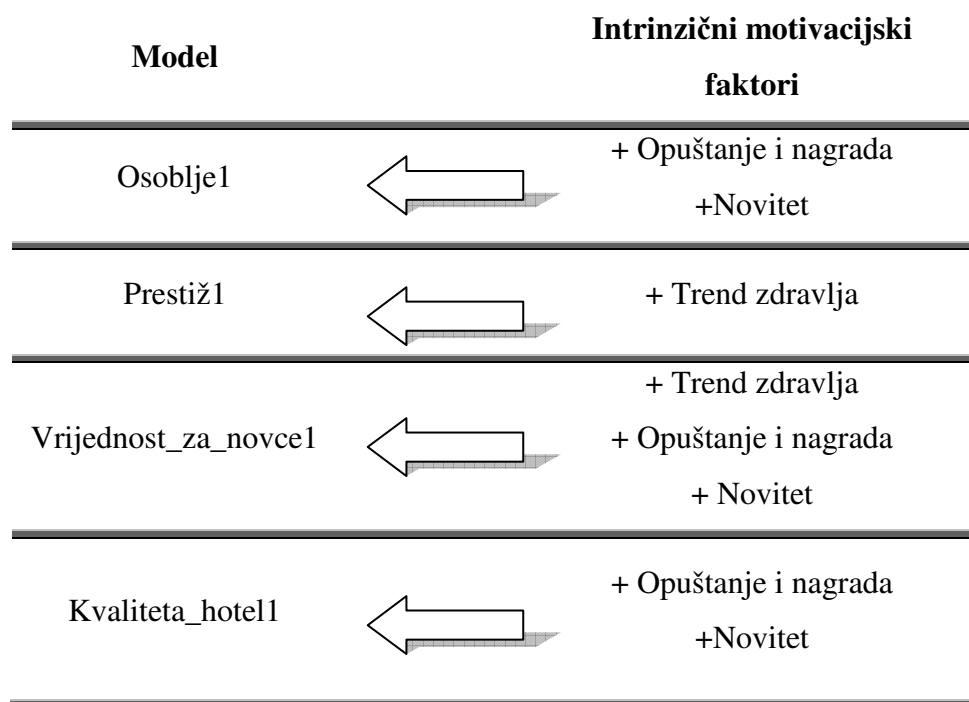 Model
Intrinzični motivacijski
faktori
Osoblje1
+ Opuštanje i nagrada
+Novitet
Prestiž1
+ Trend zdravlja
Vrijednost_za_novce1
+ Trend zdravlja
+ Opuštanje i nagrada
+ Novitet
Kvaliteta_hotel1
+ Opuštanje i nagrada
+Novitet